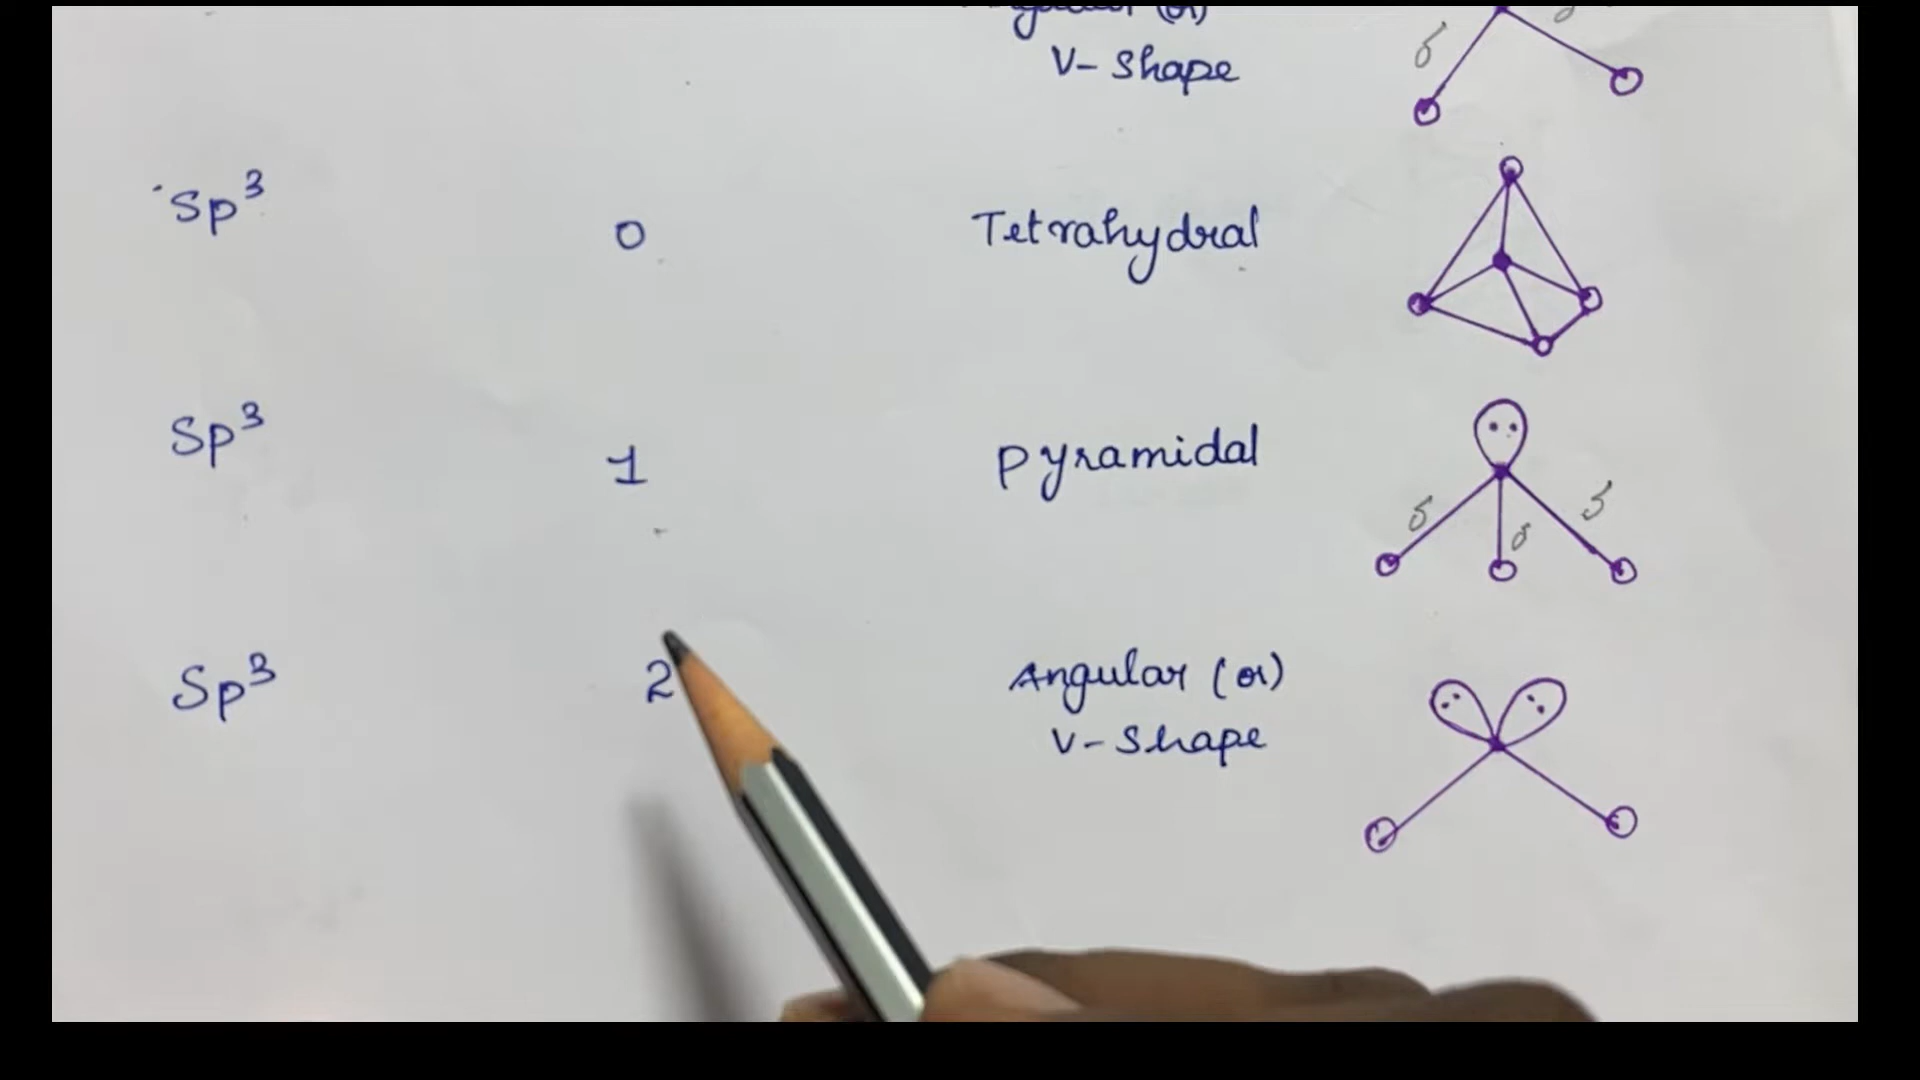 V- Shape
Sp³ 0 Tetrahydral
Sp³ 1 Pyramidal
δ δ δ
Sp³ 2 Angular (or)
V- Shape